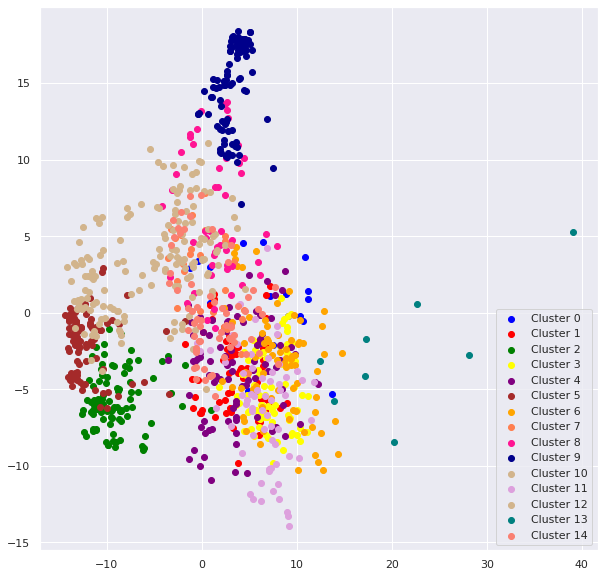 15
10
5
0
−5
−10
−15
−10
0
10
20
30
40
Cluster 0
Cluster 1
Cluster 2
Cluster 3
Cluster 4
Cluster 5
Cluster 6
Cluster 7
Cluster 8
Cluster 9
Cluster 10
Cluster 11
Cluster 12
Cluster 13
Cluster 14